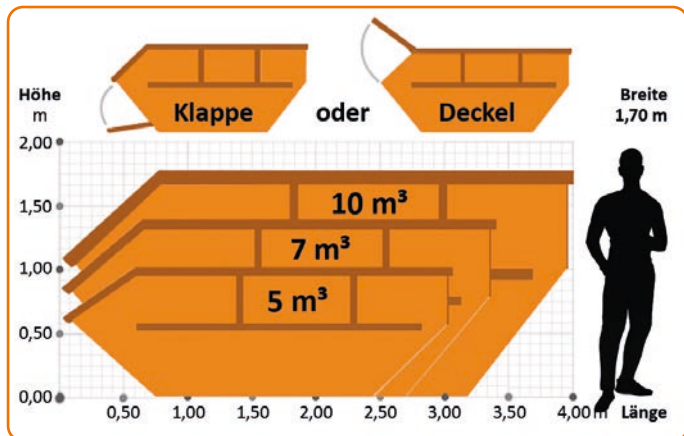 Klappe oder Deckel
Höhe
m
Breite
1,70 m
2,00
1,50
1,00
0,50
0,00
10 m³
7 m³
5 m³
0,50 1,00 1,50 2,00 2,50 3,00 3,50 4,00 m Länge